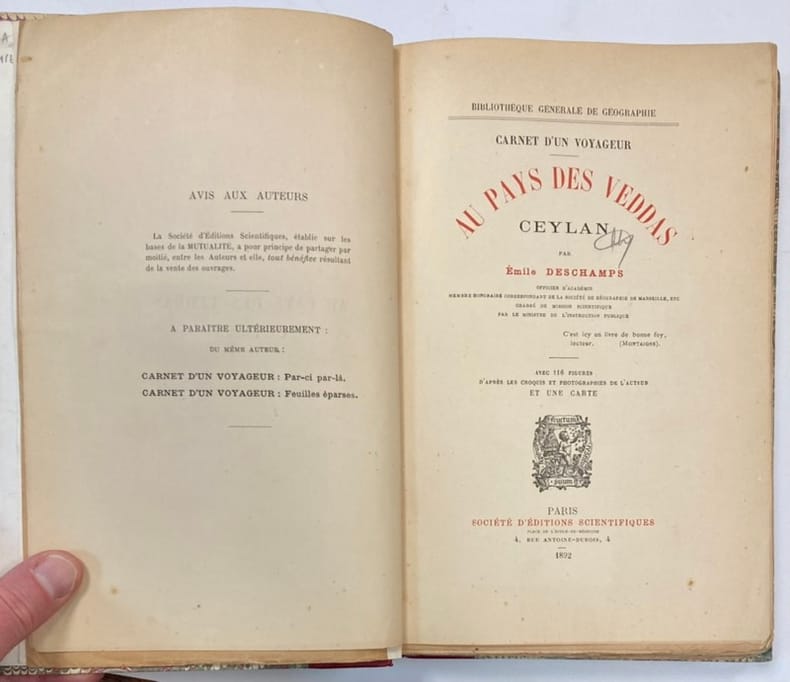 AVIS AUX AUTEURS
La Société d'Éditions Scientifiques, établie sur les
bases de la MUTUALITÉ, a pour principe de partager par
moitié, entre les Auteurs et elle, tout bénéfice résultant
de la vente des ouvrages.
A PARAÎTRE ULTÉRIEUREMENT :
DU MÊME AUTEUR :
CARNET D'UN VOYAGEUR : Par-ci par-là.
CARNET D'UN VOYAGEUR : Feuilles éparses.
BIBLIOTHÈQUE GÉNÉRALE DE GÉOGRAPHIE
CARNET D'UN VOYAGEUR
AU PAYS DES VEDDAS
CEYLAN
PAR
Émile DESCHAMPS
OFFICIER D'ACADÉMIE
MEMBRE HONORAIRE CORRESPONDANT DE LA SOCIÉTÉ DE GÉOGRAPHIE DE MARSEILLE, ETC
CHARGÉ DE MISSION SCIENTIFIQUE
PAR LE MINISTRE DE L'INSTRUCTION PUBLIQUE
C'est icy un livre de bonne foy,
lecteur. (MONTAIGNE).
AVEC 116 FIGURES
D'APRÈS LES CROQUIS ET PHOTOGRAPHIES DE L'AUTEUR
ET UNE CARTE
PARIS
SOCIÉTÉ D'ÉDITIONS SCIENTIFIQUES
PLACE DE L'ÉCOLE-DE-MÉDECINE
4, RUE ANTOINE-DUBOIS, 4
1892